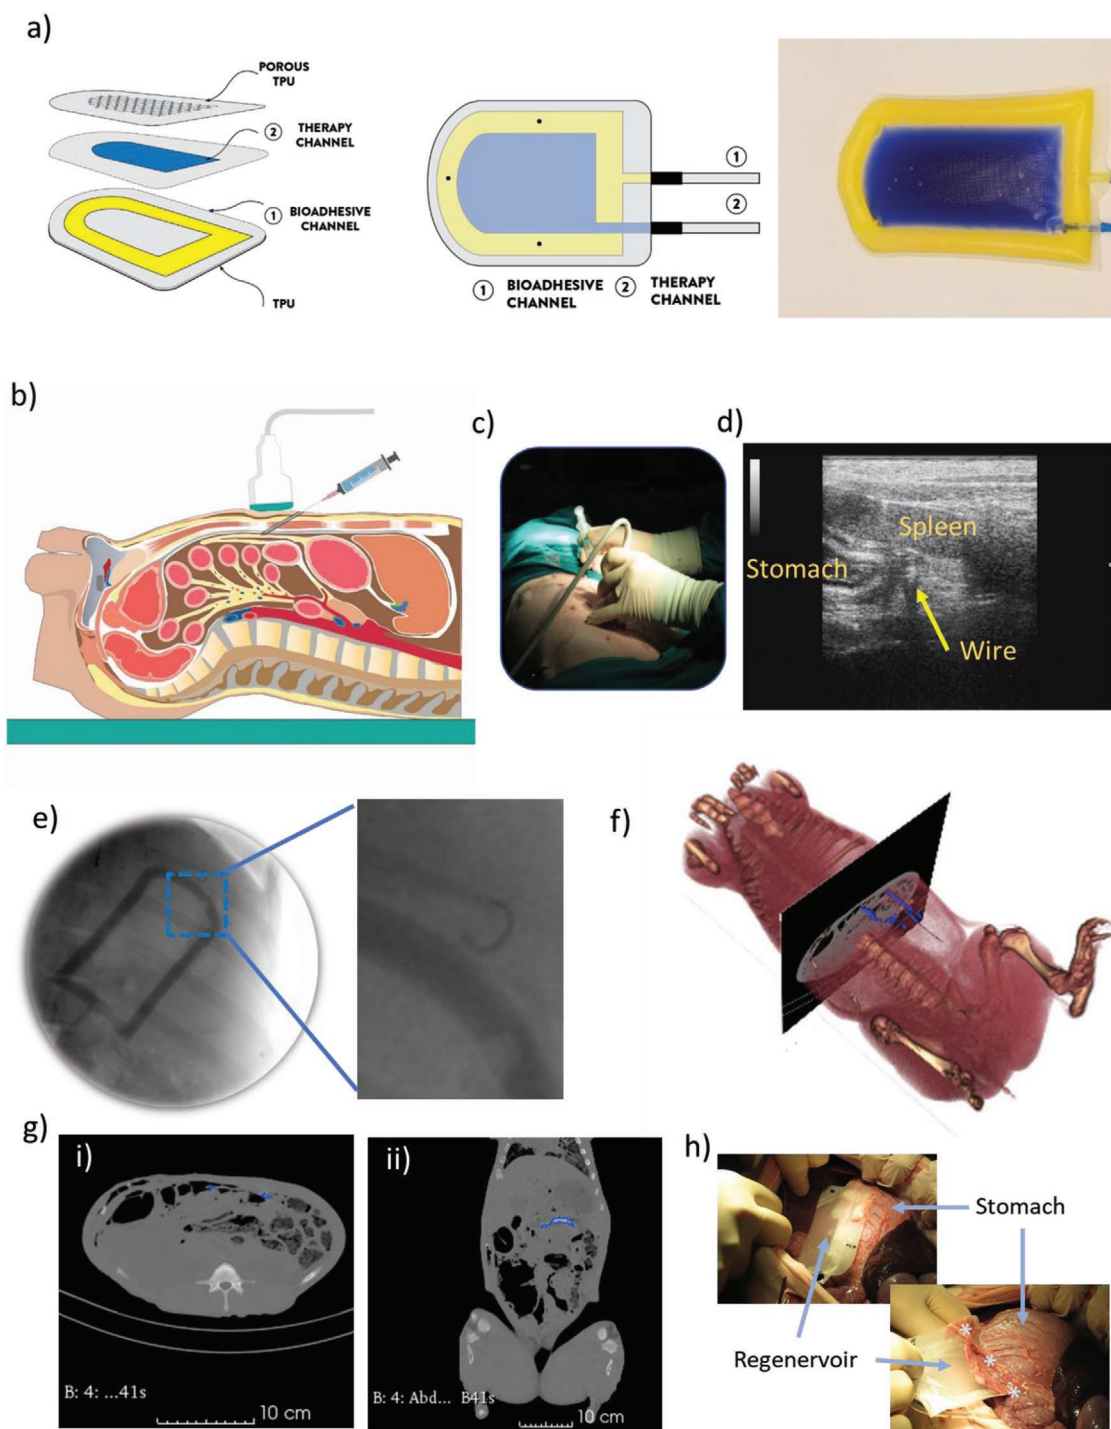 a)
POROUS
TPU
② THERAPY
CHANNEL
① BIOADHESIVE
CHANNEL
TPU
①
②
① BIOADHESIVE
CHANNEL
② THERAPY
CHANNEL
b)
c)
d)
Spleen
Stomach
Wire
e)
f)
g)
i)
B: 4: ...41s
10 cm
ii)
B: 4: Abd... B41s
10 cm
h)
Stomach
Regenervoir